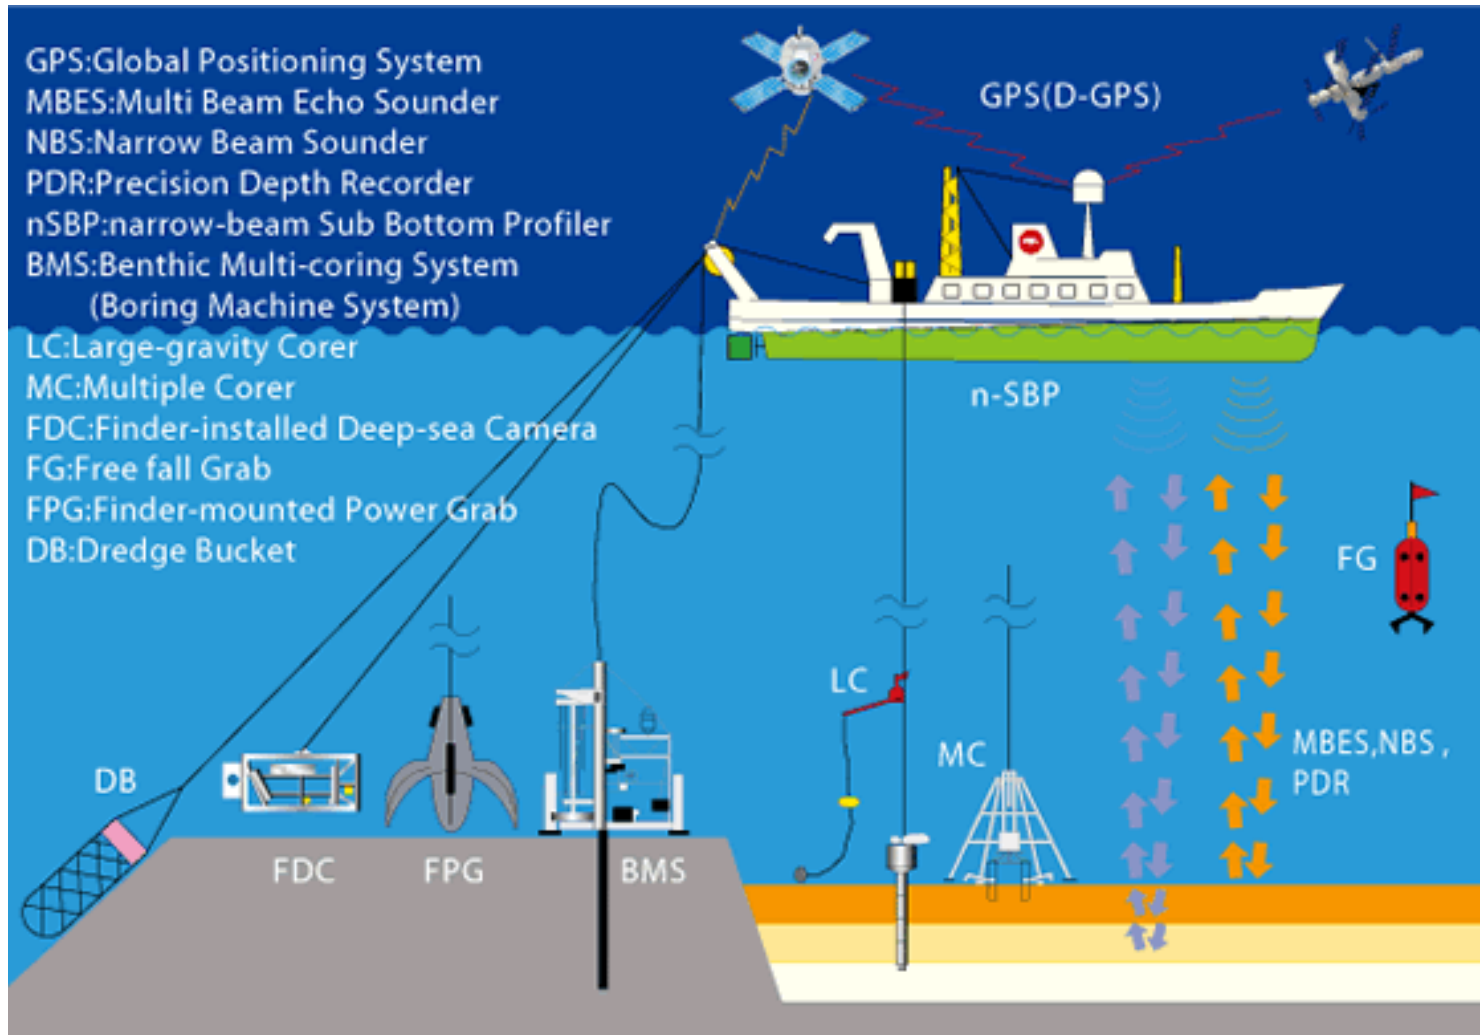 GPS:Global Positioning System
MBES:Multi Beam Echo Sounder
NBS:Narrow Beam Sounder
PDR:Precision Depth Recorder
nSBP:narrow-beam Sub Bottom Profiler
BMS:Benthic Multi-coring System
(Boring Machine System)
LC:Large-gravity Corer
MC:Multiple Corer
FDC:Finder-installed Deep-sea Camera
FG:Free fall Grab
FPG:Finder-mounted Power Grab
DB:Dredge Bucket
GPS(D-GPS)
n-SBP
FG
LC
MC
MBES,NBS ,
PDR
DB
FDC
FPG
BMS